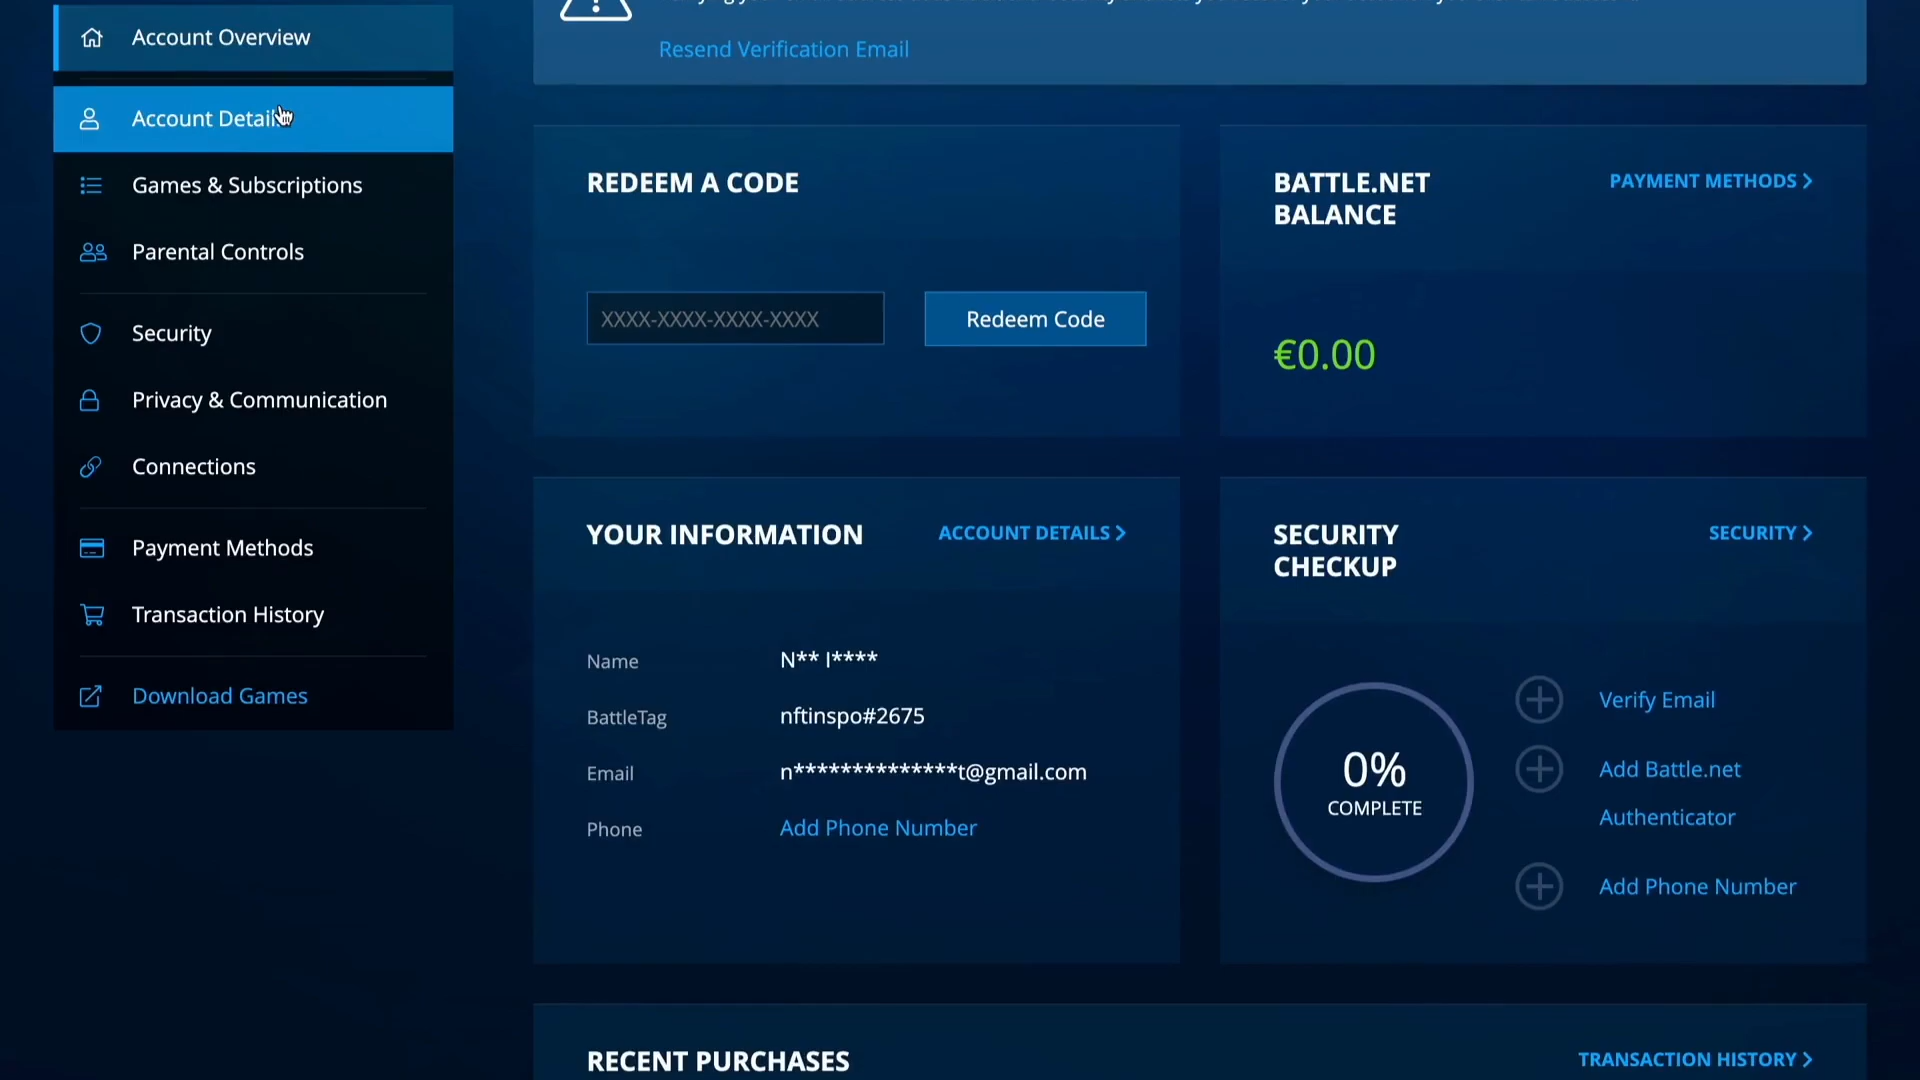 Account Overview
Account Details
Games & Subscriptions
Parental Controls
Security
Privacy & Communication
Connections
Payment Methods
Transaction History
Download Games
Resend Verification Email
REDEEM A CODE
XXXX-XXXX-XXXX-XXXX
Redeem Code
BATTLE.NET
BALANCE
PAYMENT METHODS
€0.00
YOUR INFORMATION
ACCOUNT DETAILS
Name
N** I****
BattleTag
nftinspo#2675
Email
n**************t@gmail.com
Phone
Add Phone Number
SECURITY
CHECKUP
SECURITY
0%
COMPLETE
Verify Email
Add Battle.net
Authenticator
Add Phone Number
RECENT PURCHASES
TRANSACTION HISTORY